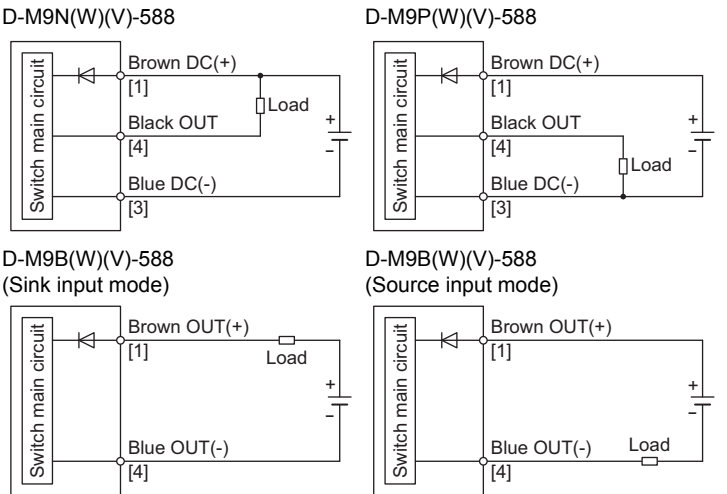 D-M9N(W)(V)-588
Switch main circuit
Brown DC(+)
[1]
Load
Black OUT
[4]
Blue DC(-)
[3]
+
−
D-M9P(W)(V)-588
Switch main circuit
Brown DC(+)
[1]
Black OUT
[4]
Load
Blue DC(-)
[3]
+
−
D-M9B(W)(V)-588
(Sink input mode)
Switch main circuit
Brown OUT(+)
[1]
Load
+
−
Blue OUT(-)
[4]
D-M9B(W)(V)-588
(Source input mode)
Switch main circuit
Brown OUT(+)
[1]
+
−
Blue OUT(-)
Load
[4]